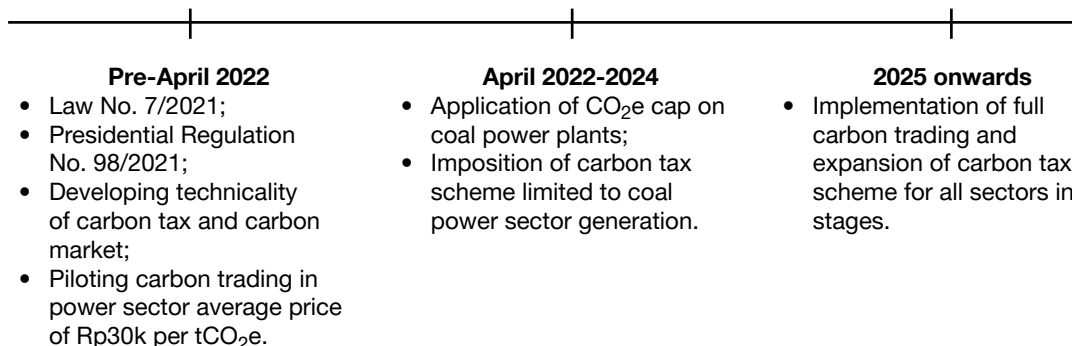 Pre-April 2022
• Law No. 7/2021;
• Presidential Regulation
No. 98/2021;
• Developing technicality
of carbon tax and carbon
market;
• Piloting carbon trading in
power sector average price
of Rp30k per tCO₂e.
April 2022-2024
• Application of CO₂e cap on
coal power plants;
• Imposition of carbon tax
scheme limited to coal
power sector generation.
2025 onwards
• Implementation of full
carbon trading and
expansion of carbon tax
scheme for all sectors in
stages.